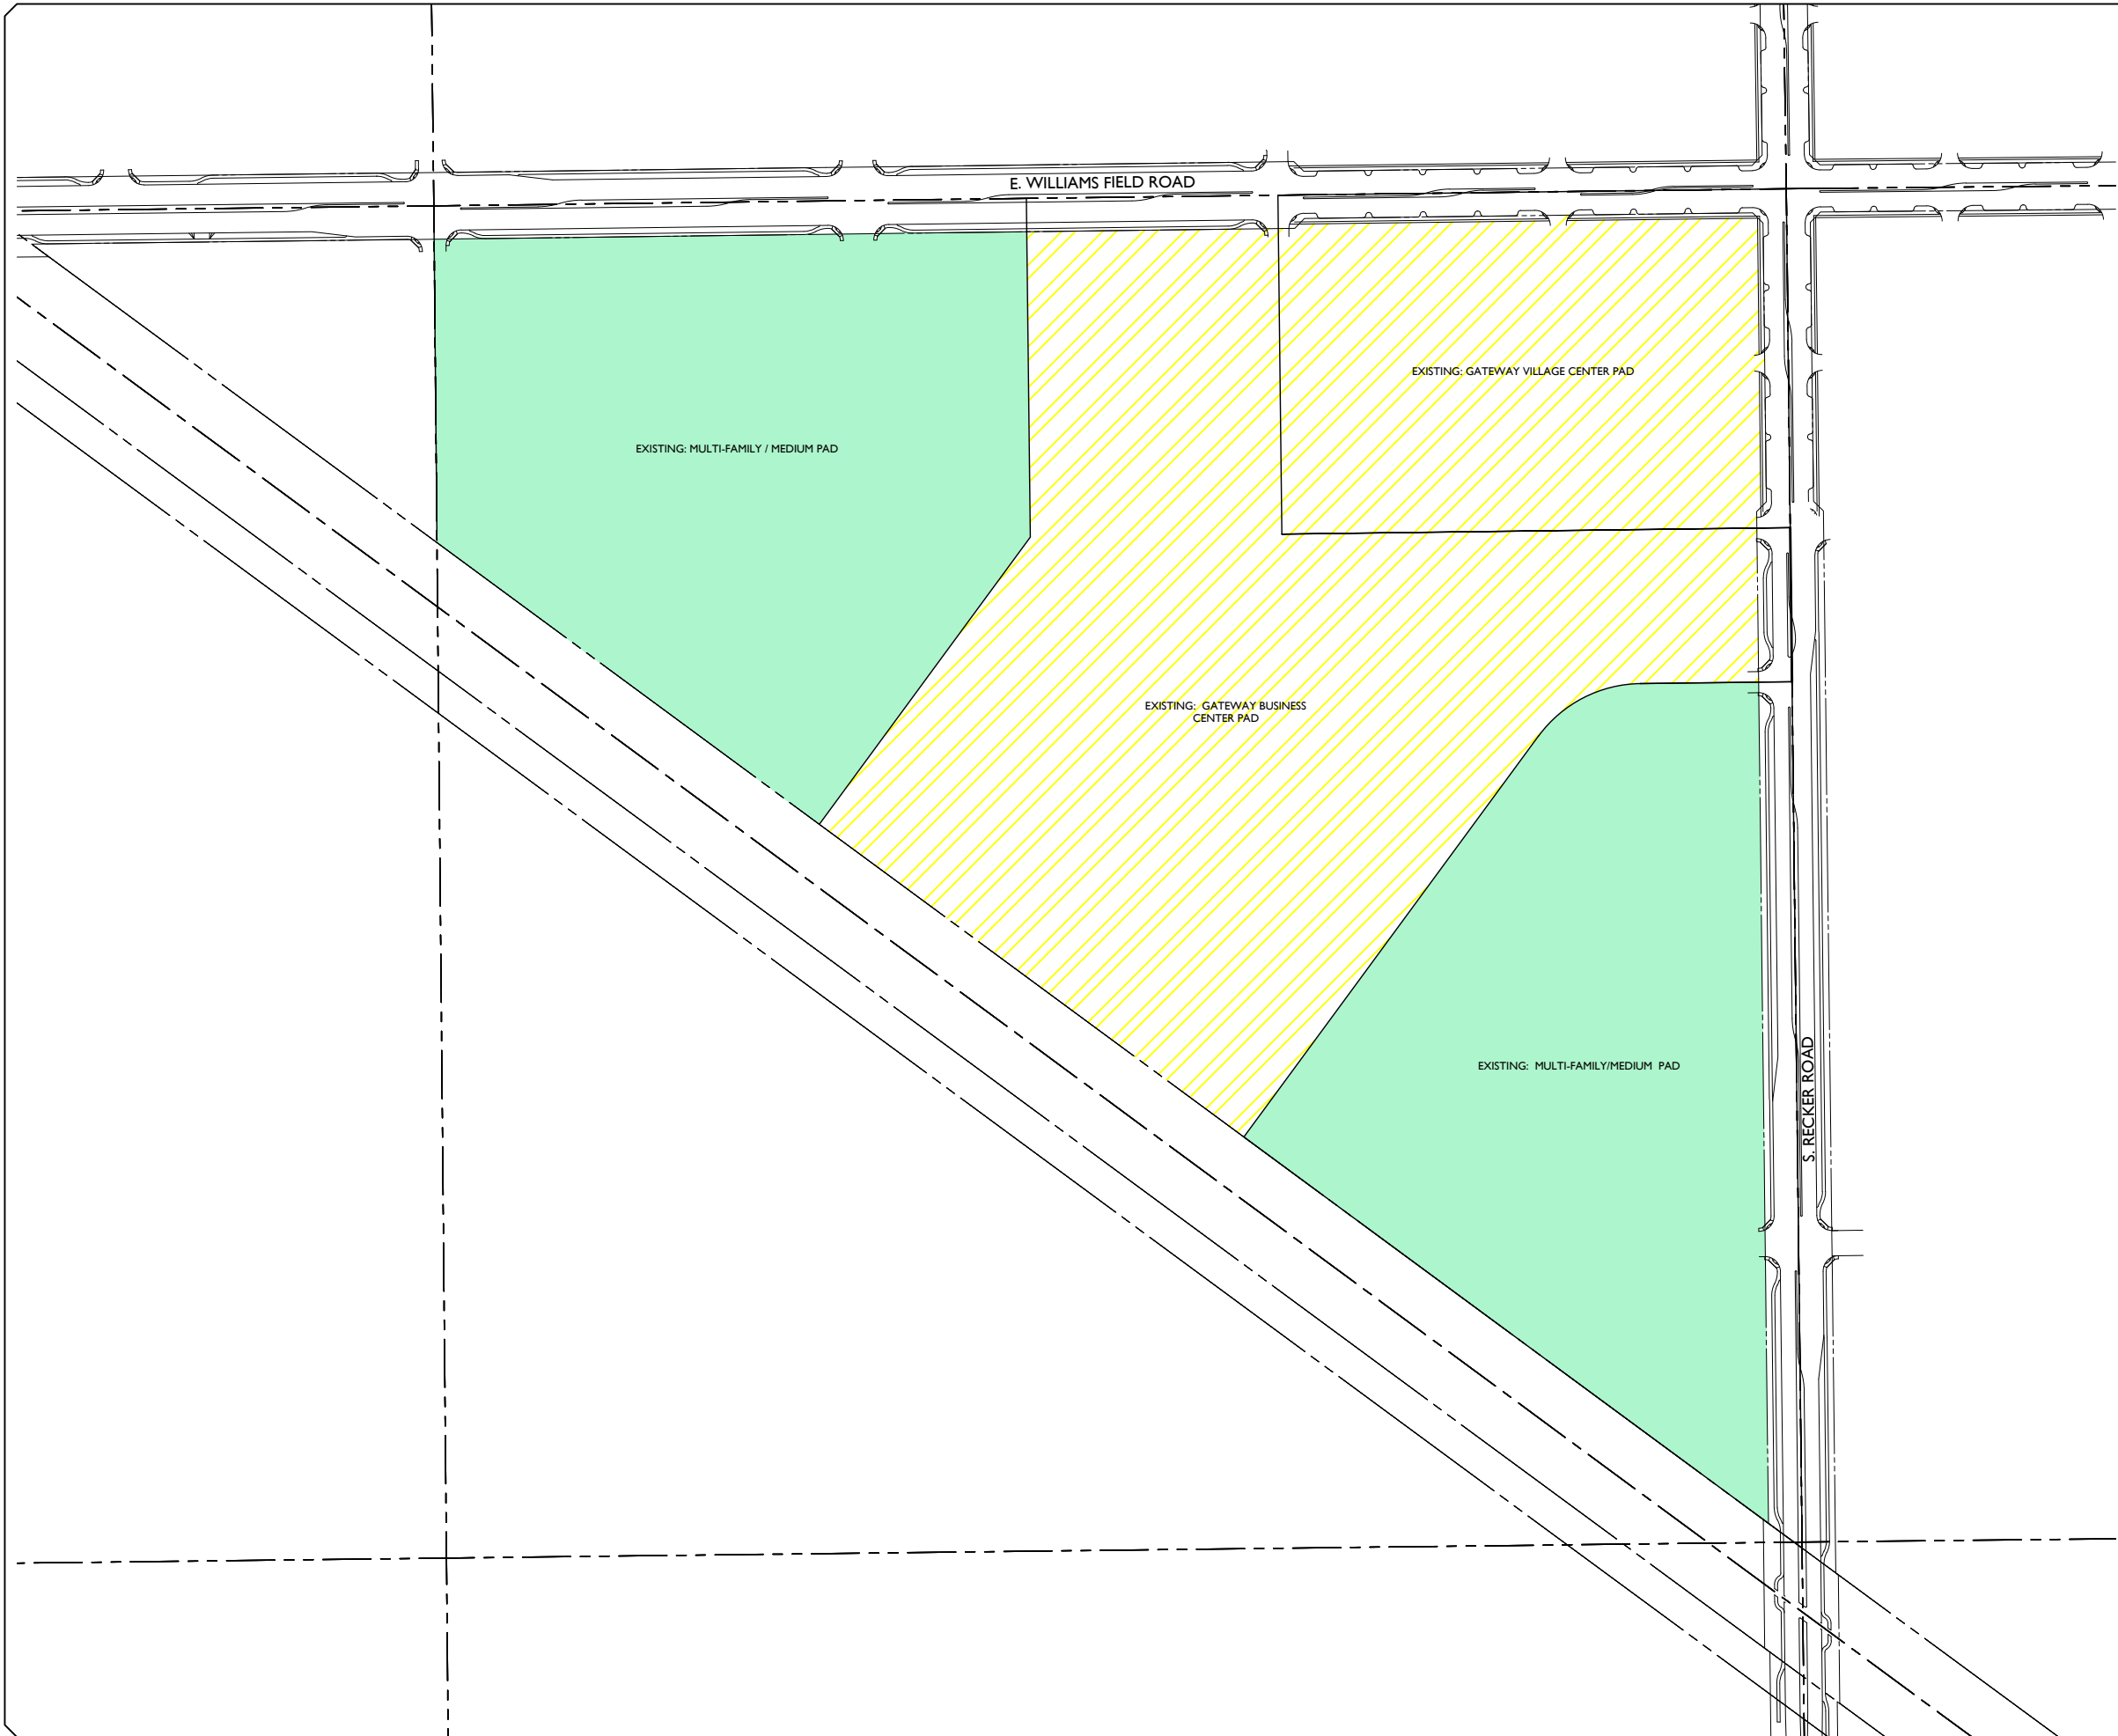 E. WILLIAMS FIELD ROAD
EXISTING: GATEWAY VILLAGE CENTER PAD
EXISTING: MULTI-FAMILY / MEDIUM PAD
EXISTING: GATEWAY BUSINESS
CENTER PAD
EXISTING: MULTI-FAMILY/MEDIUM PAD
S. RECKER ROAD